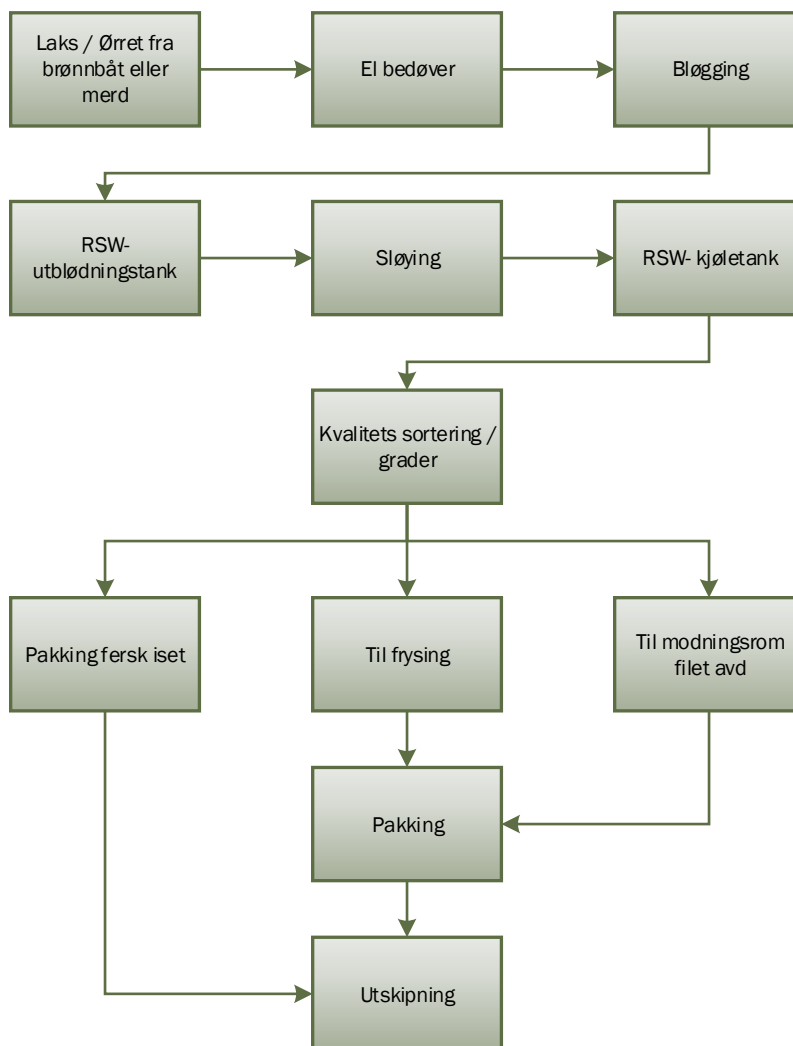 Laks / Ørret fra
brønnbåt eller
merd
El bedøver
Bløgging
RSW-
utblødningstank
Sløying
RSW- kjøletank
Kvalitets sortering /
grader
Pakking fersk iset
Til frysing
Til modningsrom
filet avd
Pakking
Utskipning